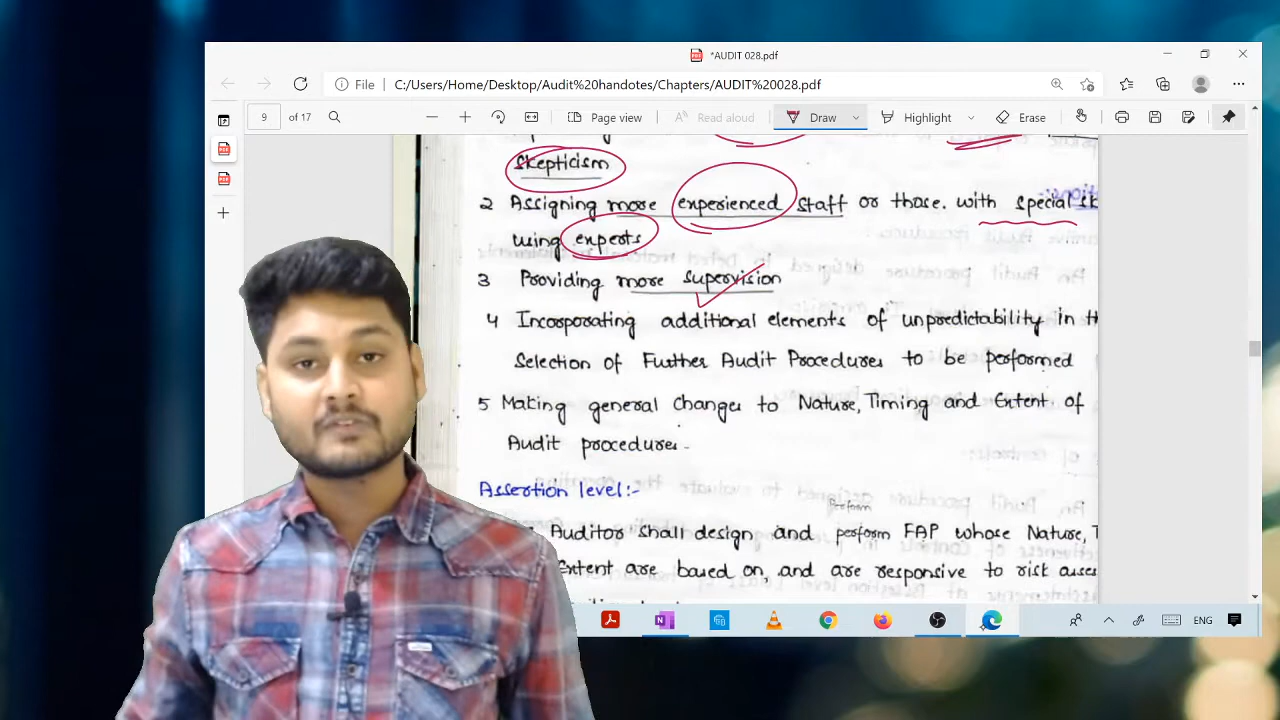 *AUDIT 028.pdf
File C:/Users/Home/Desktop/Audit%20handotes/Chapters/AUDIT%20028.pdf
9 of 17 Page view Read aloud Draw Highlight Erase
Skepticism
2 Assigning more experienced staff or those. with special sk
using experts
3 Providing more supervision
4 Incorporating additional elements of unpredictability in th
Selection of Further Audit Procedures to be performed
5 Making general changes to Nature, Timing and Extent of
Audit procedures.
Assertion level:-
Perform
Auditor shall design and perform FAP whose Nature, T
Extent are based on, and are responsive to risk asses
ENG